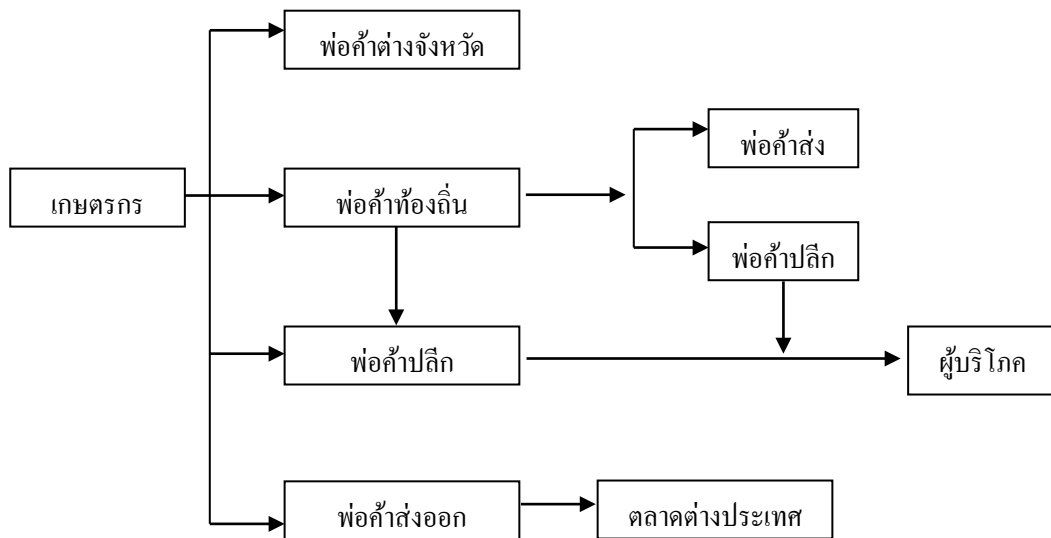 พ่อค้าต่างจังหวัด
พ่อค้าส่ง
เกษตรกร
พ่อค้าท้องถิ่น
พ่อค้าปลีก
พ่อค้าปลีก
ผู้บริโภค
พ่อค้าส่งออก
ตลาดต่างประเทศ